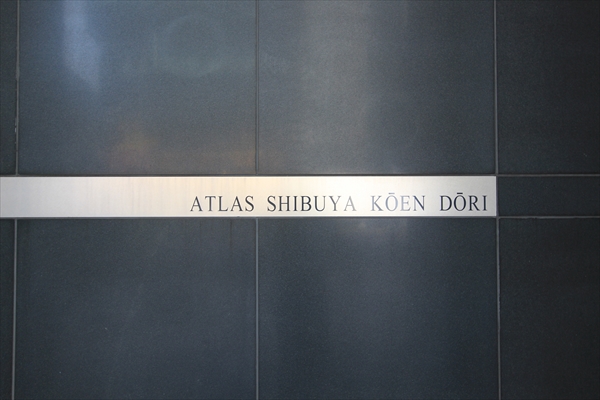 ATLAS SHIBUYA KŌEN DŌRI